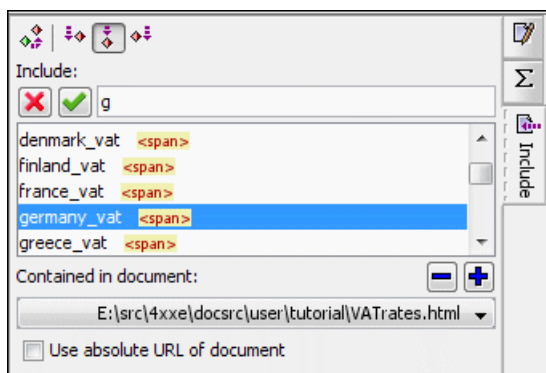 Include:
g
denmark_vat <span>
finland_vat <span>
france_vat <span>
germany_vat <span>
greece_vat <span>
Contained in document:
E:\src\4xxe\docsrc\user\tutorial\VATrates.html
Use absolute URL of document
Σ
Include